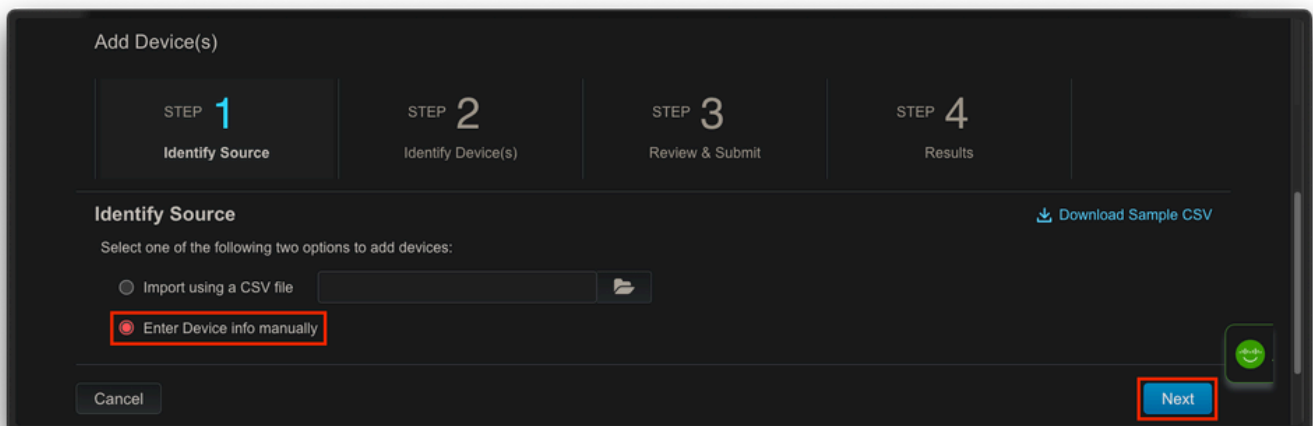 Add Device(s)
STEP 1
Identify Source
STEP 2
Identify Device(s)
STEP 3
Review & Submit
STEP 4
Results
Identify Source
Download Sample CSV
Select one of the following two options to add devices:
Import using a CSV file
Enter Device info manually
Cancel
Next